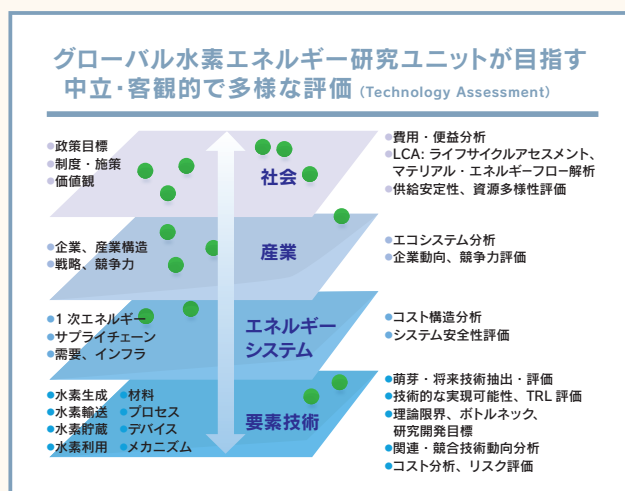 グローバル水素エネルギー研究ユニットが目指す
中立・客観的で多様な評価 (Technology Assessment)
●政策目標
●制度・施策
●価値観
社会
●費用・便益分析
●LCA: ライフサイクルアセスメント、
マテリアル・エネルギーフロー解析
●供給安定性、資源多様性評価
●企業、産業構造
●戦略、競争力
産業
●エコシステム分析
●企業動向、競争力評価
●1 次エネルギー
●サプライチェーン
●需要、インフラ
エネルギー
システム
●コスト構造分析
●システム安全性評価
●水素生成 ●材料
●水素輸送 ●プロセス
●水素貯蔵 ●デバイス
●水素利用 ●メカニズム
要素技術
●萌芽・将来技術抽出・評価
●技術的な実現可能性、TRL 評価
●理論限界、ボトルネック、
研究開発目標
●関連・競合技術動向分析
●コスト分析、リスク評価